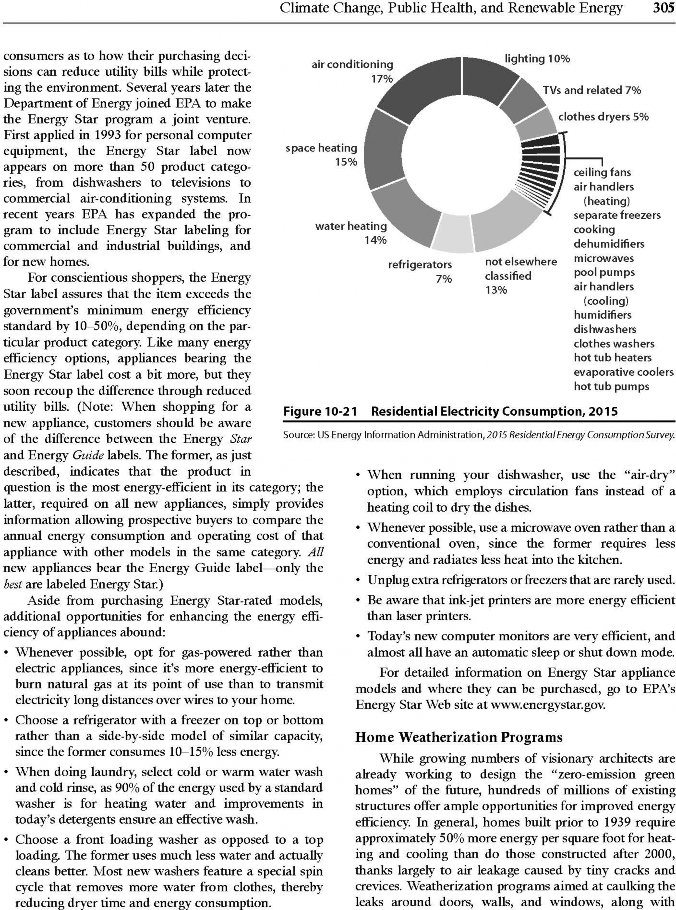 Climate Change, Public Health, and Renewable Energy 305
consumers as to how their purchasing deci-
sions can reduce utility bills while protect-
ing the environment. Several years later the
Department of Energy joined EPA to make
the Energy Star program a joint venture.
First applied in 1993 for personal computer
equipment, the Energy Star label now
appears on more than 50 product catego-
ries, from dishwashers to televisions to
commercial air-conditioning systems. In
recent years EPA has expanded the pro-
gram to include Energy Star labeling for
commercial and industrial buildings, and
for new homes.
For conscientious shoppers, the Energy
Star label assures that the item exceeds the
government's minimum energy efficiency
standard by 10–50%, depending on the par-
ticular product category. Like many energy
efficiency options, appliances bearing the
Energy Star label cost a bit more, but they
soon recoup the difference through reduced
utility bills. (Note: When shopping for a
new appliance, customers should be aware
of the difference between the Energy Star
and Energy Guide labels. The former, as just
described, indicates that the product in
question is the most energy-efficient in its category; the
latter, required on all new appliances, simply provides
information allowing prospective buyers to compare the
annual energy consumption and operating cost of that
appliance with other models in the same category. All
new appliances bear the Energy Guide label—only the
best are labeled Energy Star.)
Aside from purchasing Energy Star-rated models,
additional opportunities for enhancing the energy effi-
ciency of appliances abound:
• Whenever possible, opt for gas-powered rather than
electric appliances, since it's more energy-efficient to
burn natural gas at its point of use than to transmit
electricity long distances over wires to your home.
• Choose a refrigerator with a freezer on top or bottom
rather than a side-by-side model of similar capacity,
since the former consumes 10–15% less energy.
• When doing laundry, select cold or warm water wash
and cold rinse, as 90% of the energy used by a standard
washer is for heating water and improvements in
today's detergents ensure an effective wash.
• Choose a front loading washer as opposed to a top
loading. The former uses much less water and actually
cleans better. Most new washers feature a special spin
cycle that removes more water from clothes, thereby
reducing dryer time and energy consumption.
air conditioning
17%
lighting 10%
TVs and related 7%
clothes dryers 5%
space heating
15%
water heating
14%
refrigerators
7%
not elsewhere
classified
13%
ceiling fans
air handlers
(heating)
separate freezers
cooking
dehumidifiers
microwaves
pool pumps
air handlers
(cooling)
humidifiers
dishwashers
clothes washers
hot tub heaters
evaporative coolers
hot tub pumps
Figure 10-21 Residential Electricity Consumption, 2015
Source: US Energy Information Administration, 2015 Residential Energy Consumption Survey.
• When running your dishwasher, use the "air-dry"
option, which employs circulation fans instead of a
heating coil to dry the dishes.
• Whenever possible, use a microwave oven rather than a
conventional oven, since the former requires less
energy and radiates less heat into the kitchen.
• Unplug extra refrigerators or freezers that are rarely used.
• Be aware that ink-jet printers are more energy efficient
than laser printers.
• Today's new computer monitors are very efficient, and
almost all have an automatic sleep or shut down mode.
For detailed information on Energy Star appliance
models and where they can be purchased, go to EPA's
Energy Star Web site at www.energystar.gov.
Home Weatherization Programs
While growing numbers of visionary architects are
already working to design the "zero-emission green
homes" of the future, hundreds of millions of existing
structures offer ample opportunities for improved energy
efficiency. In general, homes built prior to 1939 require
approximately 50% more energy per square foot for heat-
ing and cooling than do those constructed after 2000,
thanks largely to air leakage caused by tiny cracks and
crevices. Weatherization programs aimed at caulking the
leaks around doors, walls, and windows, along with